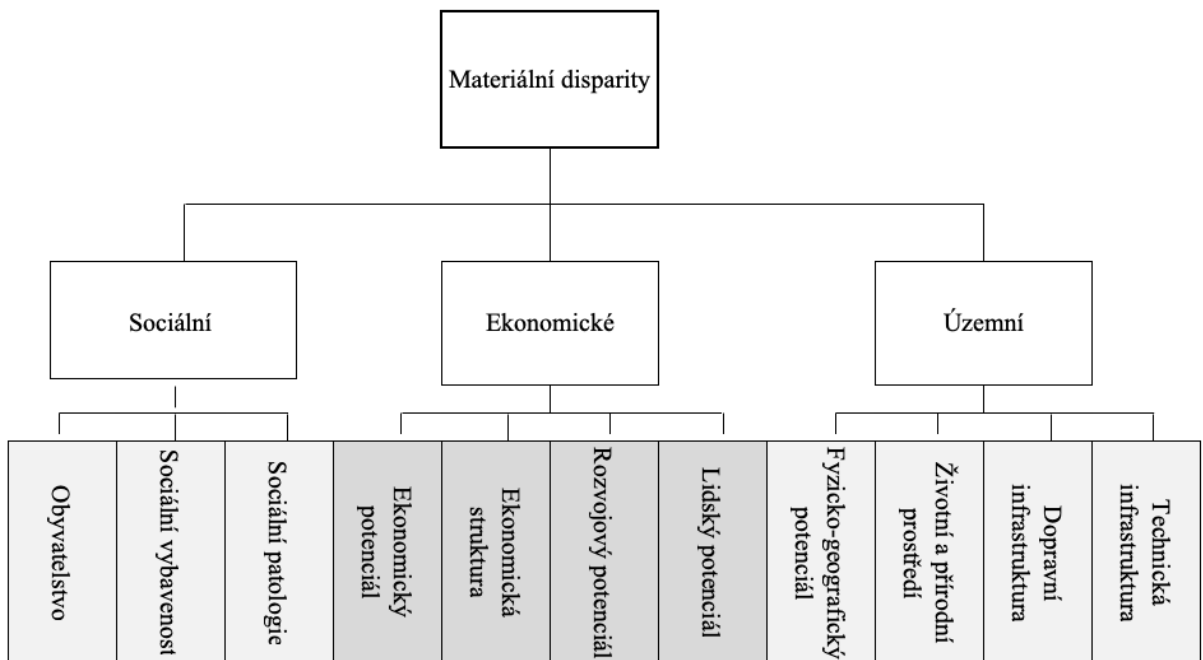 Materiální disparity
Sociální
Ekonomické
Územní
Obyvatelstvo
Sociální vybavenost
Sociální patologie
Ekonomický
potenciál
Ekonomická
struktura
Rozvojový potenciál
Lidský potenciál
Fyzicko-geografický
potenciál
Životní a přírodní
prostředí
Dopravní
infrastruktura
Technická
infrastruktura